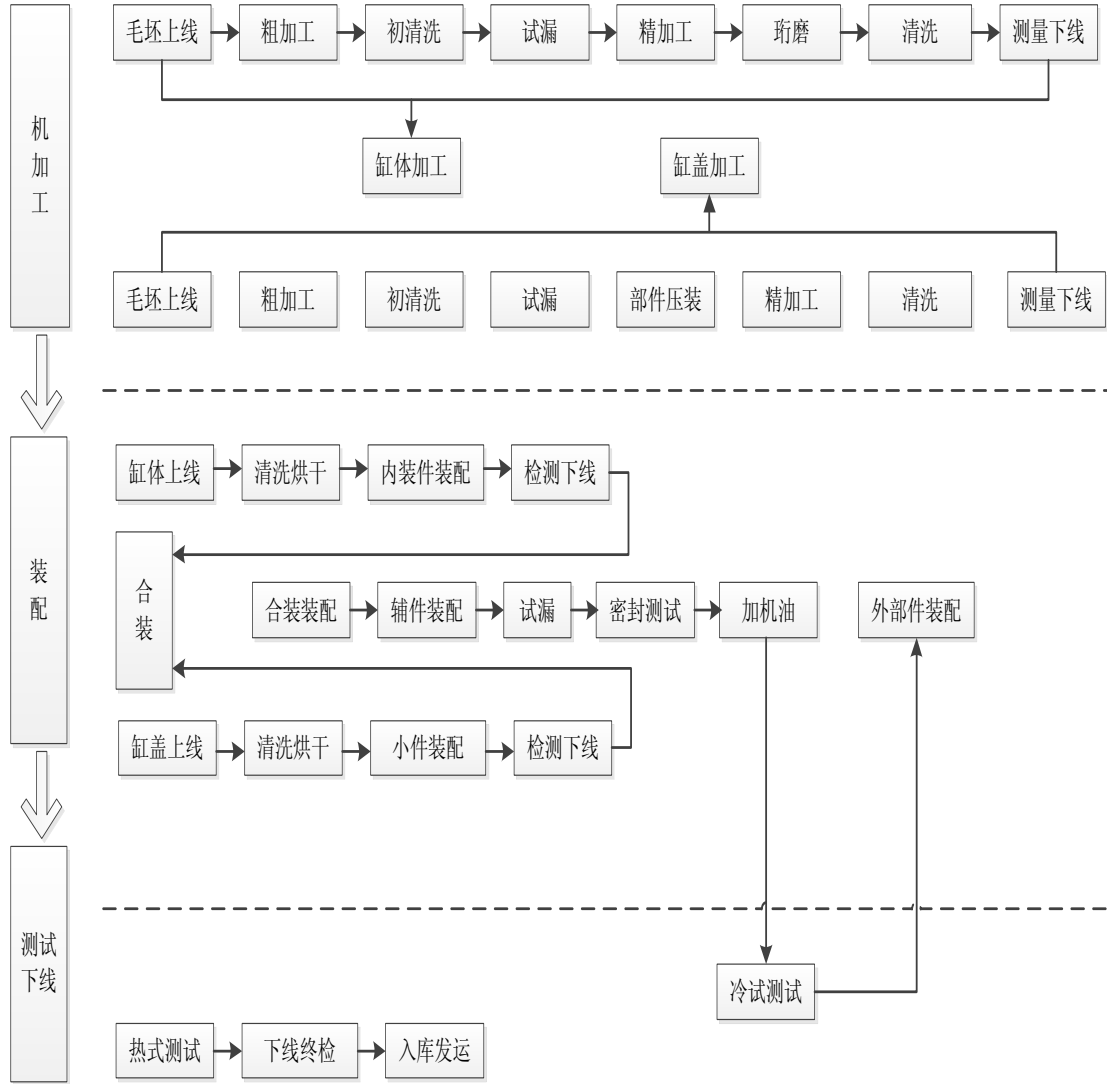 机
加
工
毛坯上线
粗加工
初清洗
试漏
精加工
珩磨
清洗
测量下线
缸体加工
缸盖加工
毛坯上线
粗加工
初清洗
试漏
部件压装
精加工
清洗
测量下线
装
配
缸体上线
清洗烘干
内装件装配
检测下线
合
装
合装装配
辅件装配
试漏
密封测试
加机油
外部件装配
缸盖上线
清洗烘干
小件装配
检测下线
测试
下线
冷试测试
热式测试
下线终检
入库发运